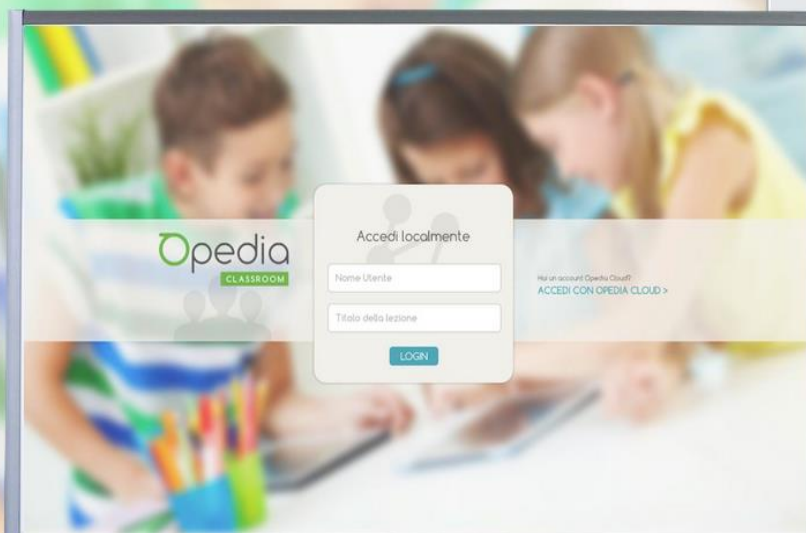 Opedia
CLASSROOM
Accedi localmente
Nome Utente
Titolo della lezione
LOGIN
Hai un account Opedia Cloud?
ACCEDI CON OPEDIA CLOUD >